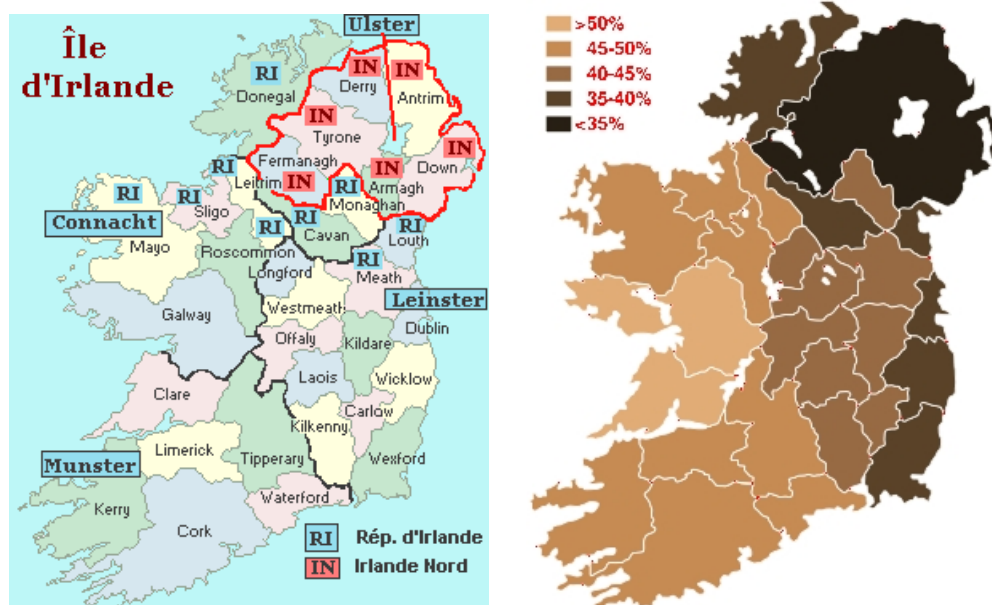 Île
d'Irlande
Ulster
RI
Donegal
IN
Derry
IN
Antrim
IN
Tyrone
IN
Down
Fermanagh
IN
IN
Armagh
RI
Monaghan
RI
Leitrim
RI
Cavan
RI
RI
Sligo
RI
Connacht
Mayo
Roscommon
RI
Louth
Longford
RI
Meath
Leinster
Galway
Westmeath
Dublin
Offaly
Kildare
Laois
Wicklow
Clare
Carlow
Kilkenny
Limerick
Tipperary
Wexford
Munster
Waterford
Kerry
Cork
RI Rép. d'Irlande
IN Irlande Nord
>50%
45-50%
40-45%
35-40%
<35%